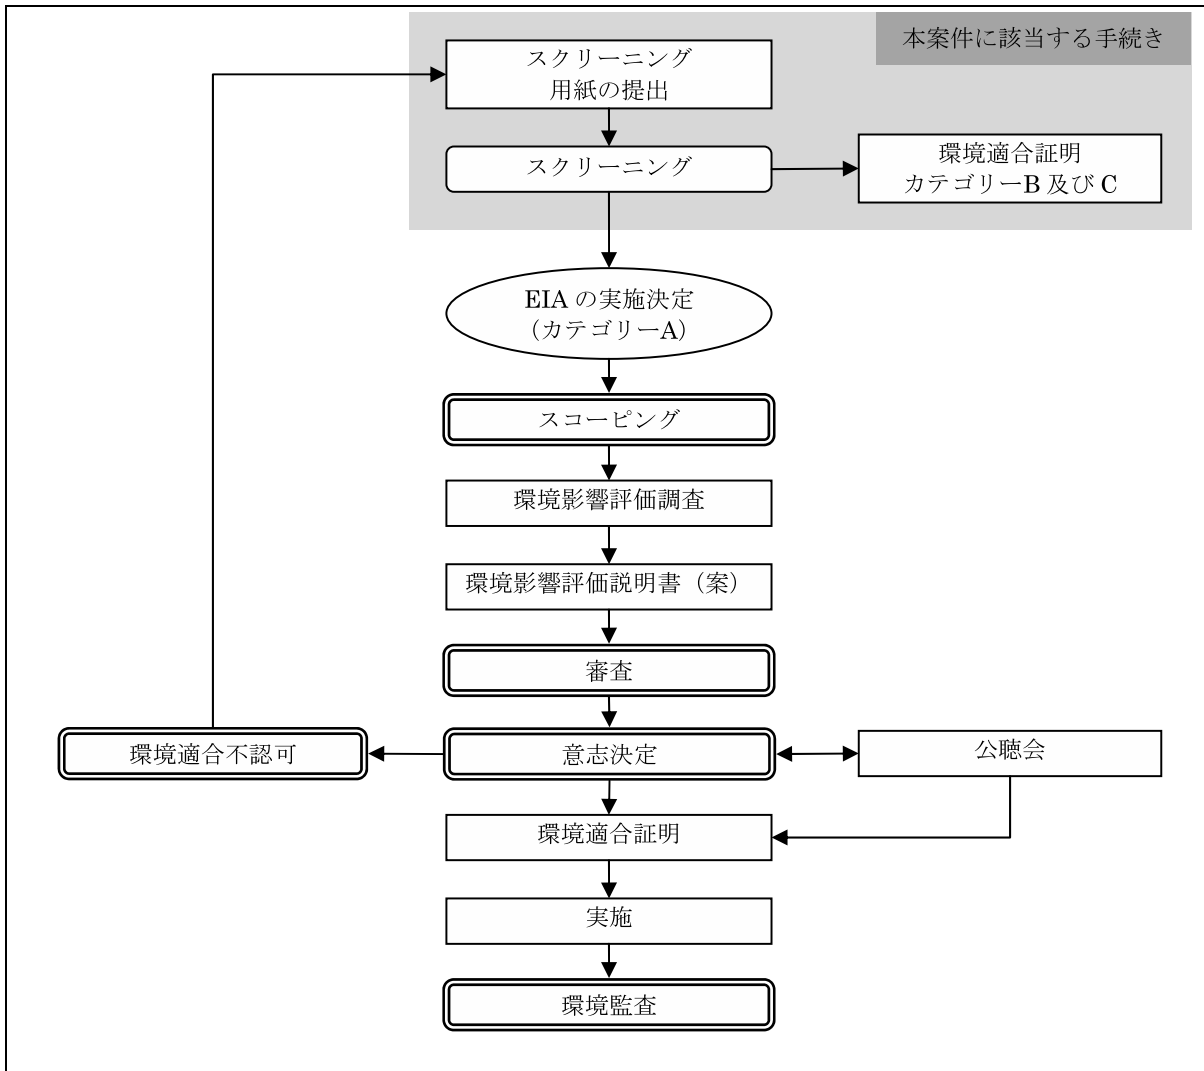 本案件に該当する手続き
スクリーニング
用紙の提出
スクリーニング
環境適合証明
カテゴリーB 及び C
EIA の実施決定
(カテゴリーA)
スコーピング
環境影響評価調査
環境影響評価説明書（案）
審査
環境適合不認可
意志決定
公聴会
環境適合証明
実施
環境監査